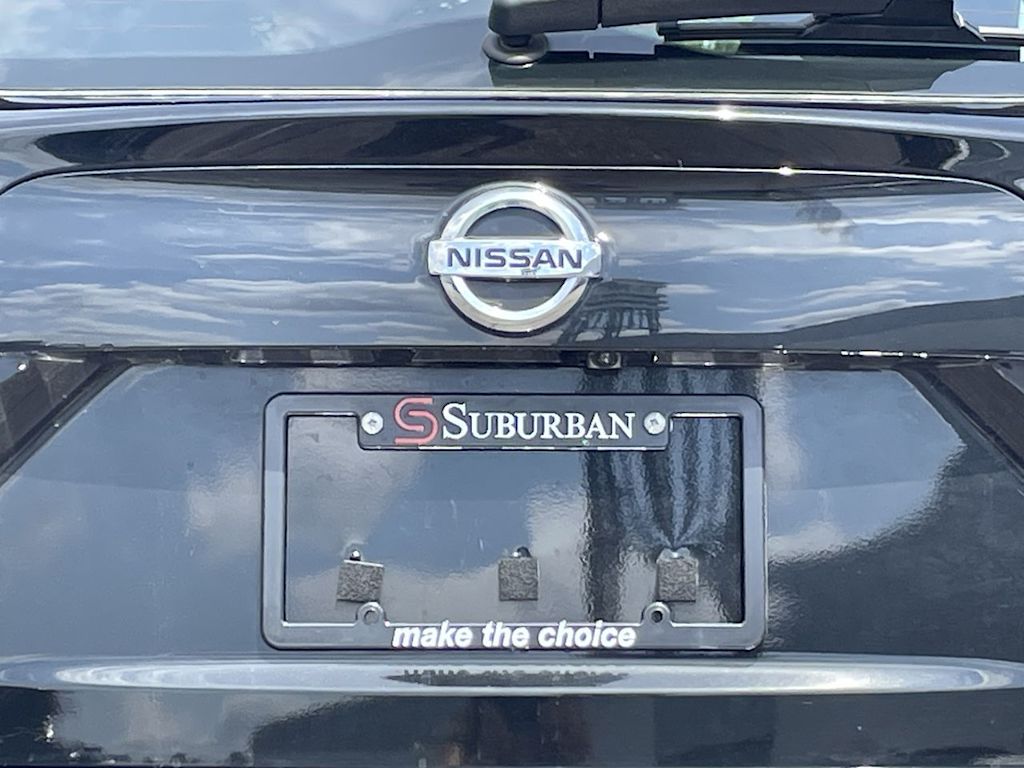 NISSAN
SUBURBAN
make the choice